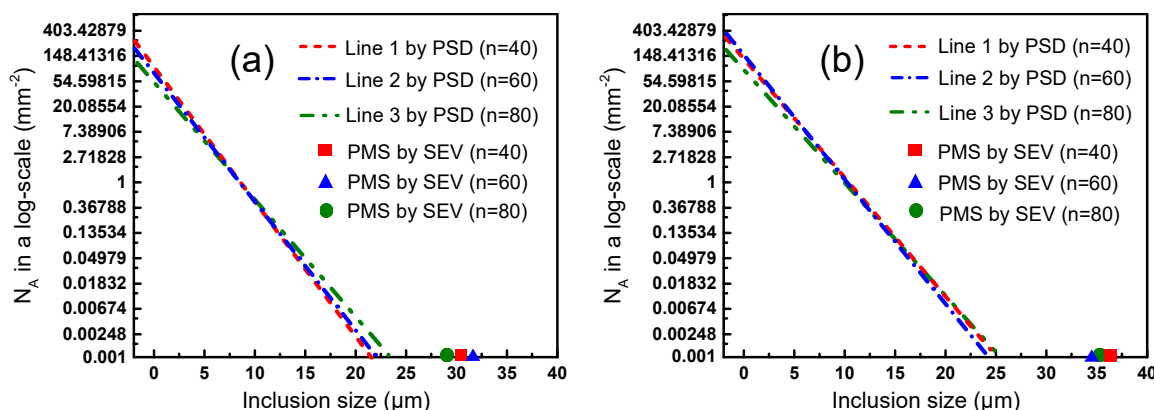 (a)
Line 1 by PSD (n=40)
Line 2 by PSD (n=60)
Line 3 by PSD (n=80)
PMS by SEV (n=40)
PMS by SEV (n=60)
PMS by SEV (n=80)
N_A in a log-scale (mm⁻²)
403.42879
148.41316
54.59815
20.08554
7.38906
2.71828
1
0.36788
0.13534
0.04979
0.01832
0.00674
0.00248
0.001
0 5 10 15 20 25 30 35 40
Inclusion size (μm)
(b)
Line 1 by PSD (n=40)
Line 2 by PSD (n=60)
Line 3 by PSD (n=80)
PMS by SEV (n=40)
PMS by SEV (n=60)
PMS by SEV (n=80)
N_A in a log-scale (mm⁻²)
403.42879
148.41316
54.59815
20.08554
7.38906
2.71828
1
0.36788
0.13534
0.04979
0.01832
0.00674
0.00248
0.001
0 5 10 15 20 25 30 35 40
Inclusion size (μm)